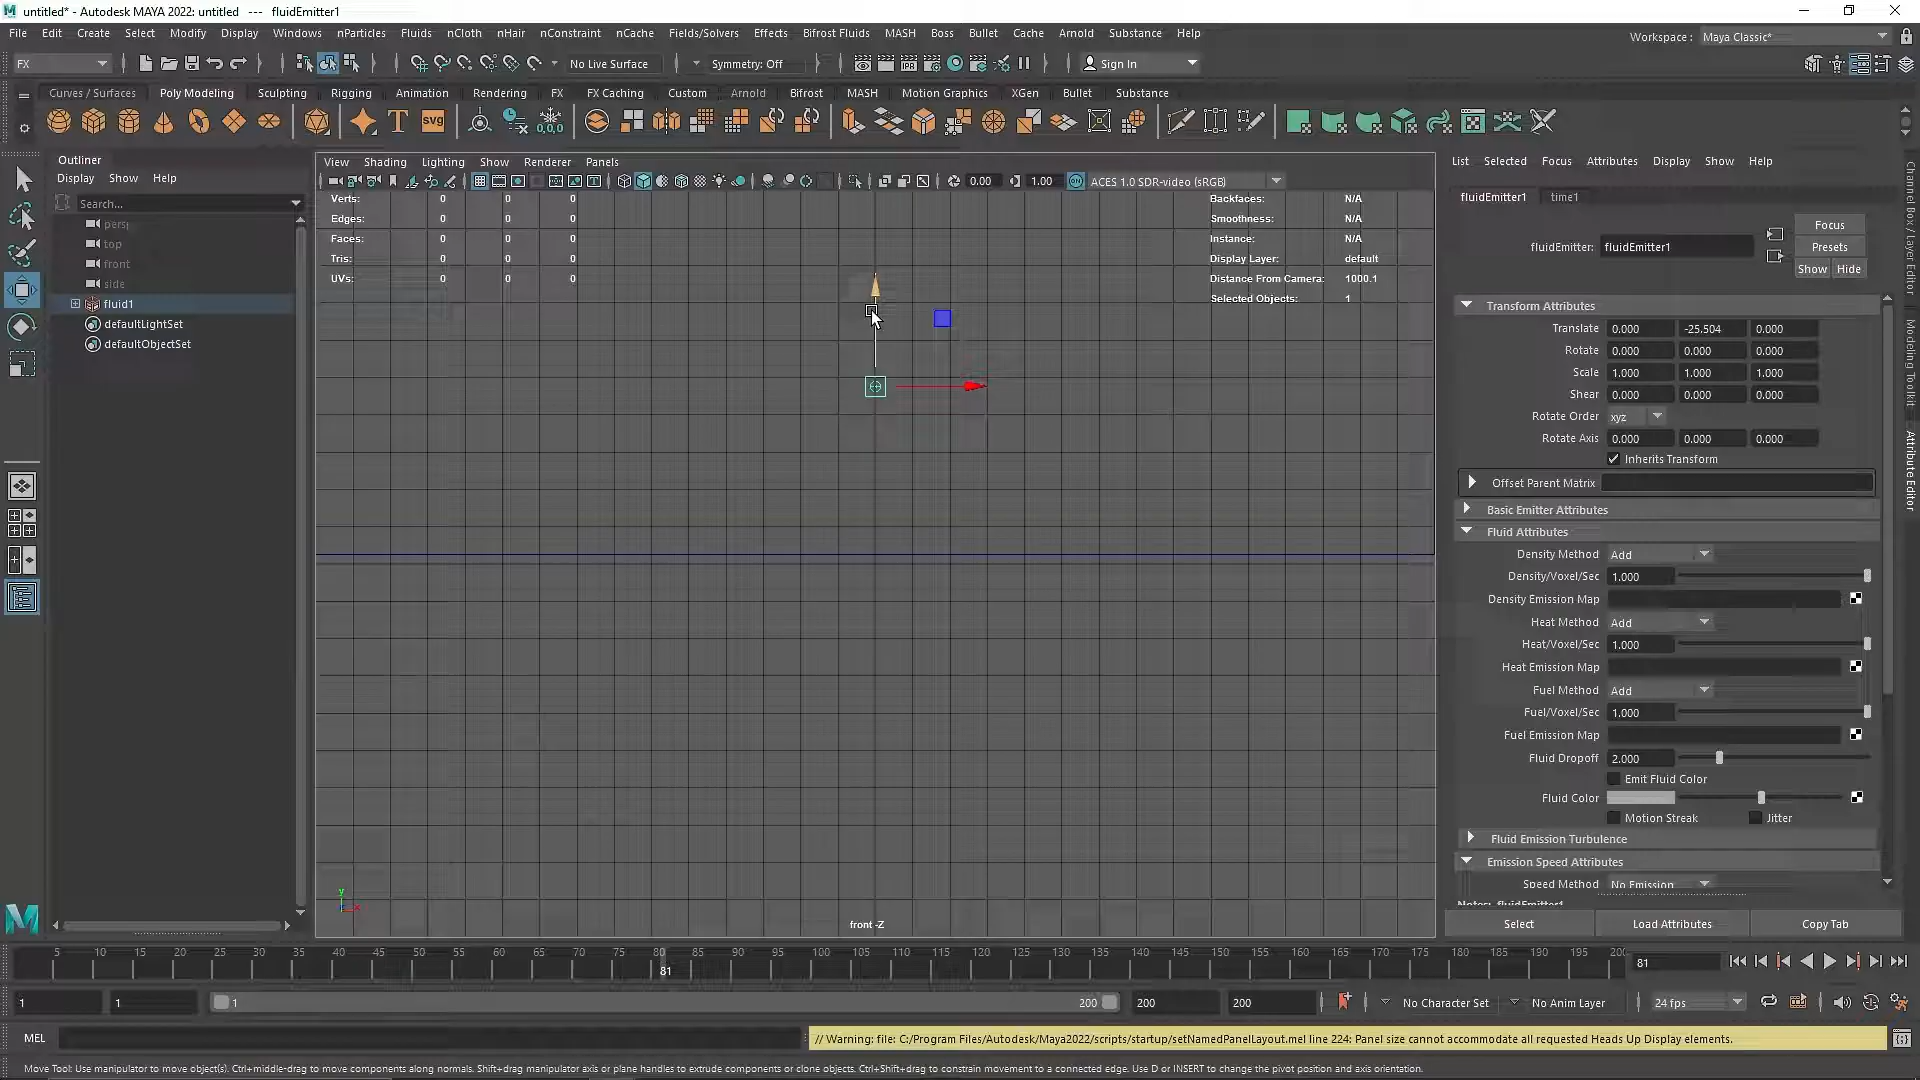 untitled* - Autodesk MAYA 2022: untitled --- fluidEmitter1
File Edit Create Select Modify Display Windows nParticles Fluids nCloth nHair nConstraint nCache Fields/Solvers Effects Bifrost Fluids MASH Boss Bullet Cache Arnold Substance Help
Workspace : Maya Classic*
FX No Live Surface Symmetry: Off Sign In
Curves / Surfaces Poly Modeling Sculpting Rigging Animation Rendering FX FX Caching Custom Arnold Bifrost MASH Motion Graphics XGen Bullet Substance
T svg 0,0,0
Outliner
Display Show Help
Search...
top
front
side
fluid1
defaultLightSet
defaultObjectSet
View Shading Lighting Show Renderer Panels
0.00 1.00 ON ACES 1.0 SDR-video (sRGB)
Verts: 0 0 0
Edges: 0 0 0
Faces: 0 0 0
Tris: 0 0 0
UVs: 0 0 0
Backfaces: N/A
Smoothness: N/A
Instance: N/A
Display Layer: default
Distance From Camera: 1000.1
Selected Objects: 1
y
x
front -Z
List Selected Focus Attributes Display Show Help
fluidEmitter1 time1
Focus
fluidEmitter: fluidEmitter1 Presets
Show Hide
Transform Attributes
Translate 0.000 -25.504 0.000
Rotate 0.000 0.000 0.000
Scale 1.000 1.000 1.000
Shear 0.000 0.000 0.000
Rotate Order xyz
Rotate Axis 0.000 0.000 0.000
Inherits Transform
Offset Parent Matrix
Basic Emitter Attributes
Fluid Attributes
Density Method Add
Density/Voxel/Sec 1.000
Density Emission Map
Heat Method Add
Heat/Voxel/Sec 1.000
Heat Emission Map
Fuel Method Add
Fuel/Voxel/Sec 1.000
Fuel Emission Map
Fluid Dropoff 2.000
Emit Fluid Color
Fluid Color
Motion Streak Jitter
Fluid Emission Turbulence
Emission Speed Attributes
Speed Method No Emission
Notes: fluidEmitter1
Select Load Attributes Copy Tab
Channel Box / Layer Editor
Modeling Toolkit
Attribute Editor
5 10 15 20 25 30 35 40 45 50 55 60 65 70 75 80 85 90 95 100 105 110 115 120 125 130 135 140 145 150 155 160 165 170 175 180 185 190 195
81
81
1 1 1 200 200 200 No Character Set No Anim Layer 24 fps
MEL // Warning: file: C:/Program Files/Autodesk/Maya2022/scripts/startup/setNamedPanelLayout.mel line 224: Panel size cannot accommodate all requested Heads Up Display elements.
Move Tool: Use manipulator to move object(s). Ctrl+middle-drag to move components along normals. Shift+drag manipulator axis or plane handles to extrude components or clone objects. Ctrl+Shift+drag to constrain movement to a connected edge. Use D or INSERT to change the pivot position and axis orientation.